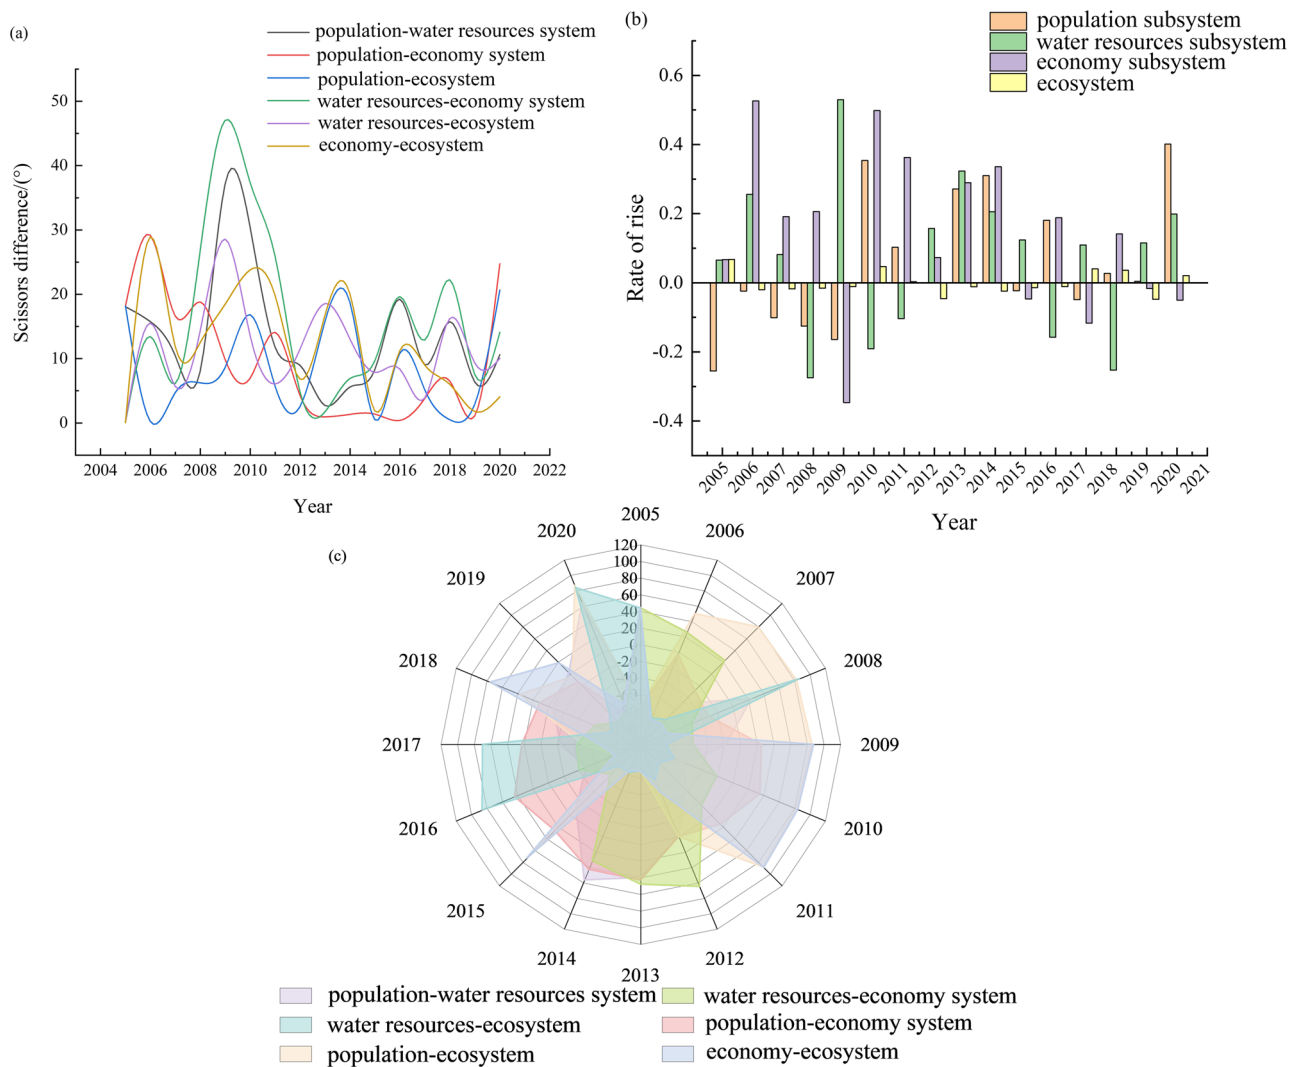 (a)
population-water resources system
population-economy system
population-ecosystem
water resources-economy system
water resources-ecosystem
economy-ecosystem
50
40
30
20
10
0
Scissors difference/(°)
2004 2006 2008 2010 2012 2014 2016 2018 2020 2022
Year
(b)
population subsystem
water resources subsystem
economy subsystem
ecosystem
0.6
0.4
0.2
0.0
-0.2
-0.4
Rate of rise
2005 2006 2007 2008 2009 2010 2011 2012 2013 2014 2015 2016 2017 2018 2019 2020 2021
Year
(c)
2005
2006
2007
2008
2009
2010
2011
2012
2013
2014
2015
2016
2017
2018
2019
2020
120
100
80
60
40
20
0
-20
population-water resources system
water resources-economy system
water resources-ecosystem
population-economy system
population-ecosystem
economy-ecosystem